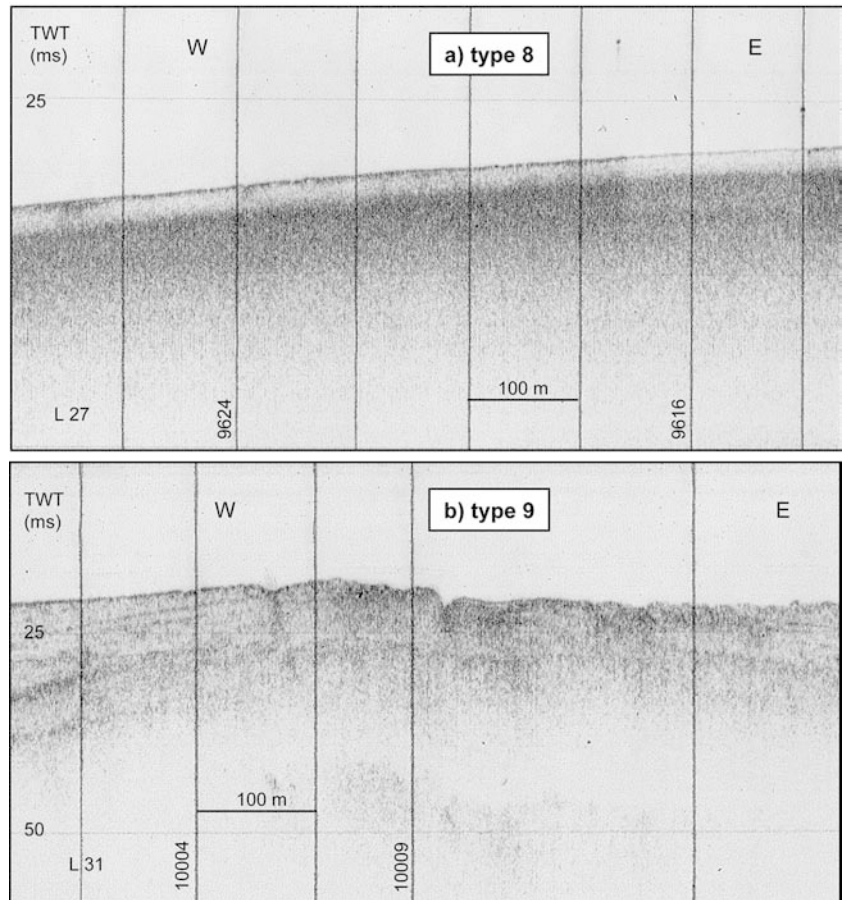 TWT
(ms)
W
a) type 8
E
25
100 m
L 27
9624
9616
TWT
(ms)
W
b) type 9
E
25
100 m
50
L 31
10004
10009